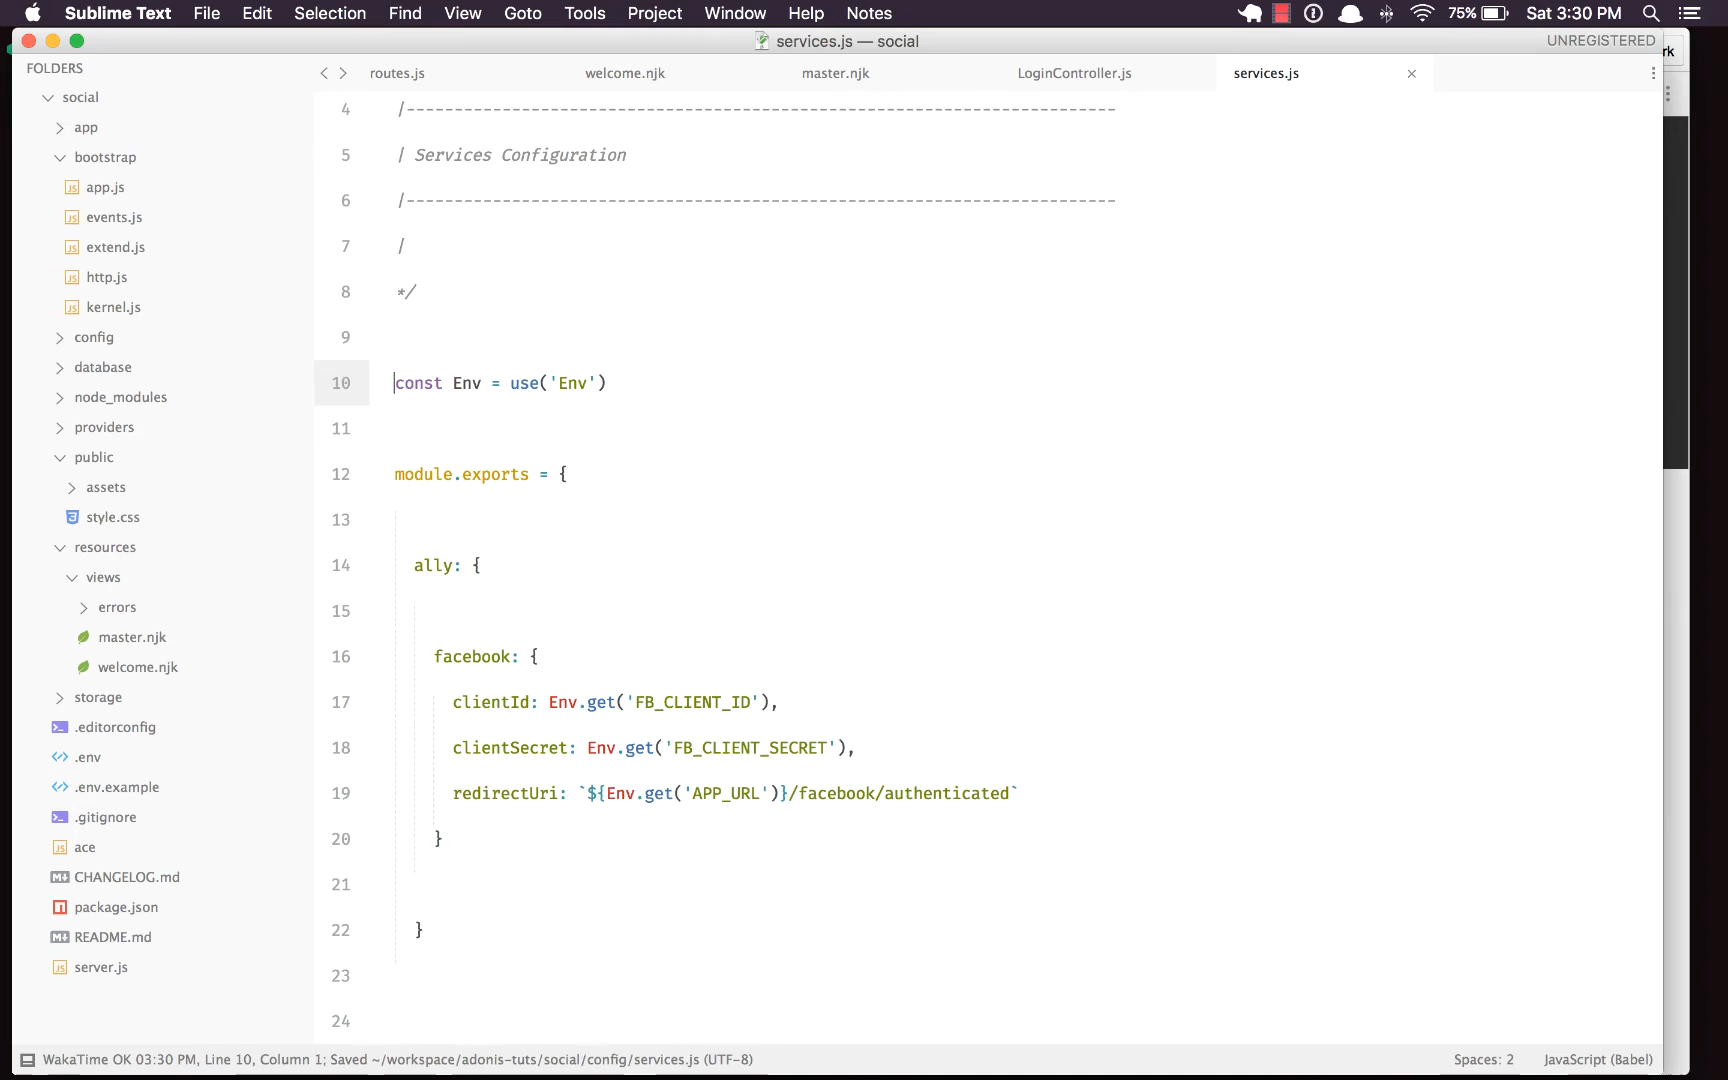 Sublime Text File Edit Selection Find View Goto Tools Project Window Help Notes 75% Sat 3:30 PM
services.js — social UNREGISTERED
rk
FOLDERS
social
app
bootstrap
app.js
events.js
extend.js
http.js
kernel.js
config
database
node_modules
providers
public
assets
style.css
resources
views
errors
master.njk
welcome.njk
storage
.editorconfig
.env
.env.example
.gitignore
ace
CHANGELOG.md
package.json
README.md
server.js
routes.js welcome.njk master.njk LoginController.js services.js
4 |--------------------------------------------------------------------------
5 | Services Configuration
6 |--------------------------------------------------------------------------
7 |
8 */
9
10 const Env = use('Env')
11
12 module.exports = {
13
14 ally: {
15
16 facebook: {
17 clientId: Env.get('FB_CLIENT_ID'),
18 clientSecret: Env.get('FB_CLIENT_SECRET'),
19 redirectUri: `${Env.get('APP_URL')}/facebook/authenticated`
20 }
21
22 }
23
24
WakaTime OK 03:30 PM, Line 10, Column 1; Saved ~/workspace/adonis-tuts/social/config/services.js (UTF-8) Spaces: 2 JavaScript (Babel)